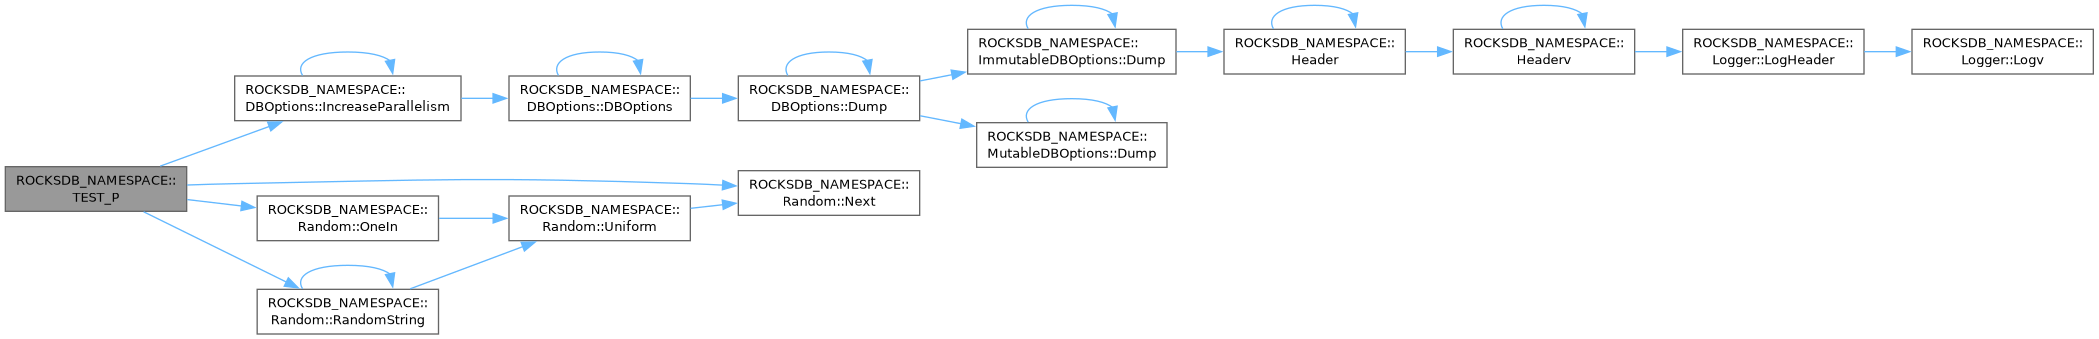 ROCKSDB_NAMESPACE::
TEST_P
ROCKSDB_NAMESPACE::
DBOptions::IncreaseParallelism
ROCKSDB_NAMESPACE::
DBOptions::DBOptions
ROCKSDB_NAMESPACE::
DBOptions::Dump
ROCKSDB_NAMESPACE::
ImmutableDBOptions::Dump
ROCKSDB_NAMESPACE::
Header
ROCKSDB_NAMESPACE::
Headerv
ROCKSDB_NAMESPACE::
Logger::LogHeader
ROCKSDB_NAMESPACE::
Logger::Logv
ROCKSDB_NAMESPACE::
MutableDBOptions::Dump
ROCKSDB_NAMESPACE::
Random::Next
ROCKSDB_NAMESPACE::
Random::OneIn
ROCKSDB_NAMESPACE::
Random::Uniform
ROCKSDB_NAMESPACE::
Random::RandomString